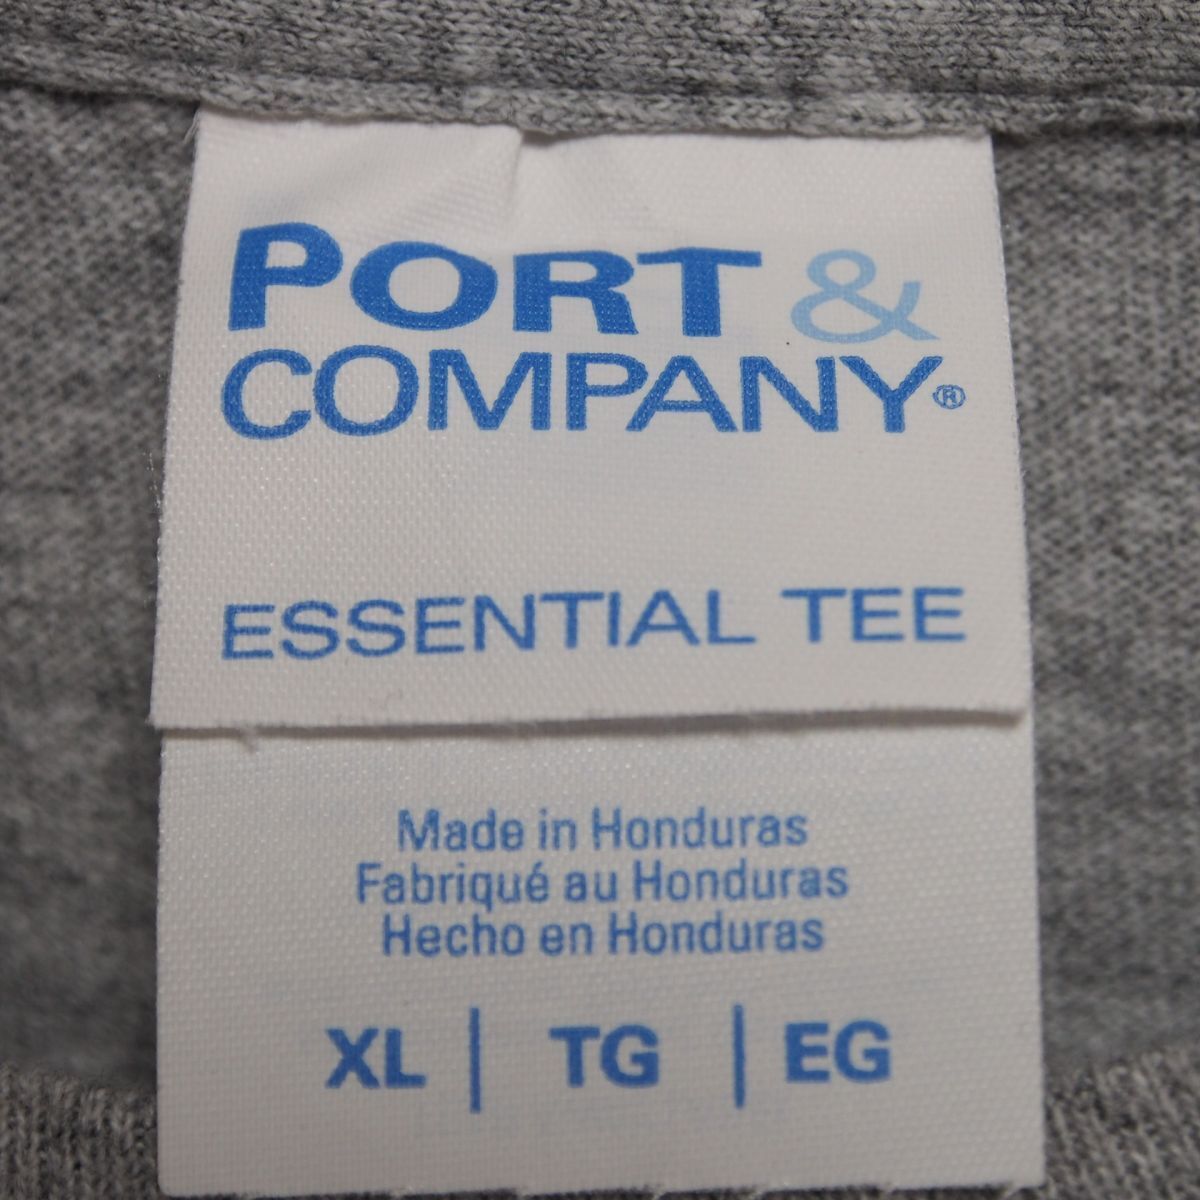 PORT &
COMPANY®
ESSENTIAL TEE
Made in Honduras
Fabriqué au Honduras
Hecho en Honduras
XL | TG | EG